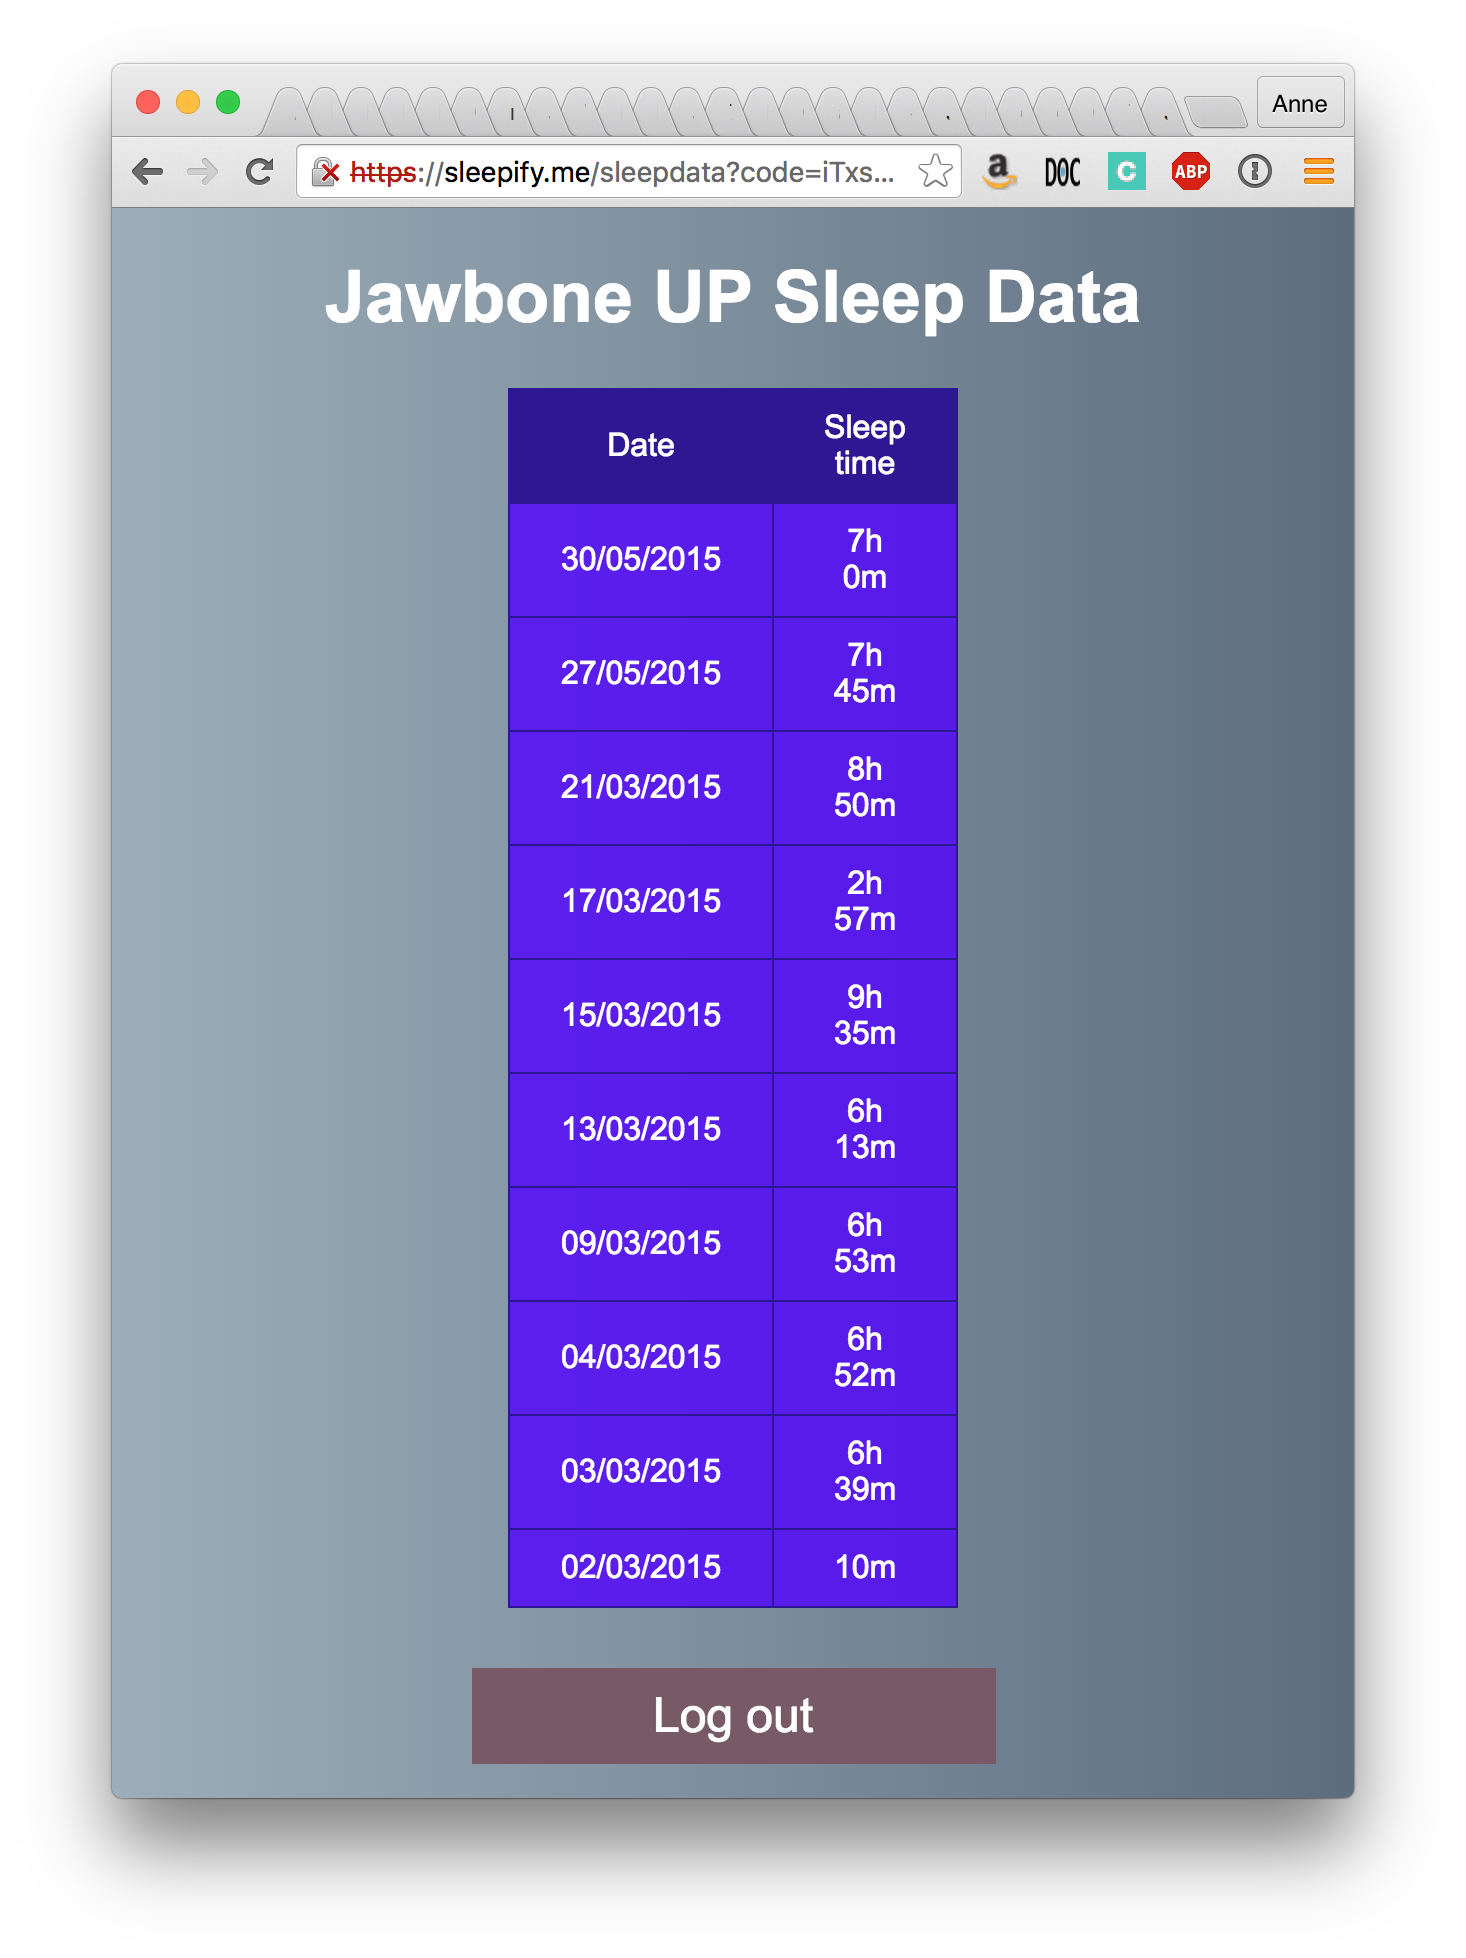 Anne
https://sleepify.me/sleepdata?code=iTxs...
a
DOC
C
ABP
Jawbone UP Sleep Data
Date
Sleep
time
30/05/2015
7h
0m
27/05/2015
7h
45m
21/03/2015
8h
50m
17/03/2015
2h
57m
15/03/2015
9h
35m
13/03/2015
6h
13m
09/03/2015
6h
53m
04/03/2015
6h
52m
03/03/2015
6h
39m
02/03/2015
10m
Log out